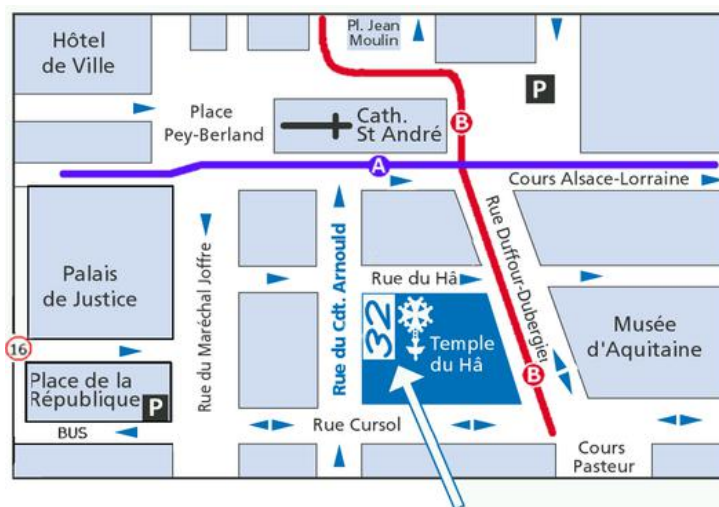 Hôtel
de Ville
Pl. Jean
Moulin
P
Place
Pey-Berland
Cath.
St André
B
A
Cours Alsace-Lorraine
Palais
de Justice
Rue du Maréchal Joffre
Rue du Cdt. Arnould
Rue du Hâ
Rue Duffour-Dubergier
32
Temple
du Hâ
Musée
d'Aquitaine
16
Place de la
République
P
B
BUS
Rue Cursol
Cours
Pasteur